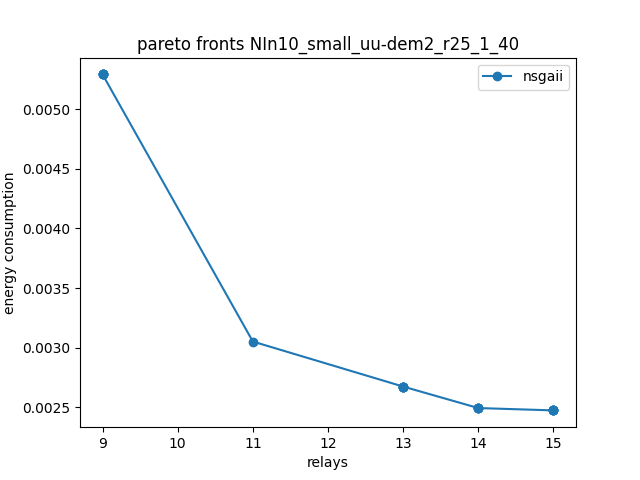 pareto fronts NIn10_small_uu-dem2_r25_1_40
nsgaii
0.0050
0.0045
0.0040
0.0035
0.0030
0.0025
energy consumption
9 10 11 12 13 14 15
relays